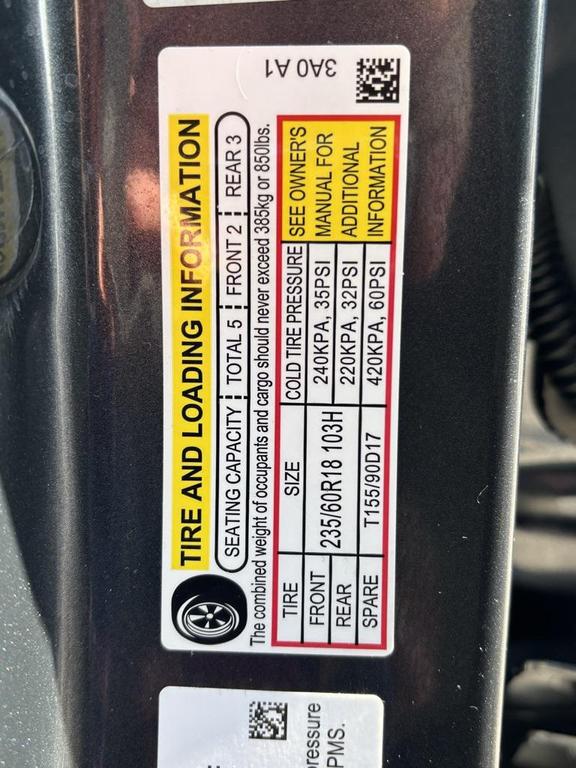 3A0 A1
TIRE AND LOADING INFORMATION
SEATING CAPACITY TOTAL 5 FRONT 2 REAR 3
The combined weight of occupants and cargo should never exceed 385kg or 850lbs.
TIRE SIZE COLD TIRE PRESSURE SEE OWNER'S
FRONT 235/60R18 103H 240KPA, 35PSI MANUAL FOR
REAR 220KPA, 32PSI ADDITIONAL
SPARE T155/90D17 420KPA, 60PSI INFORMATION
ressure
PMS.